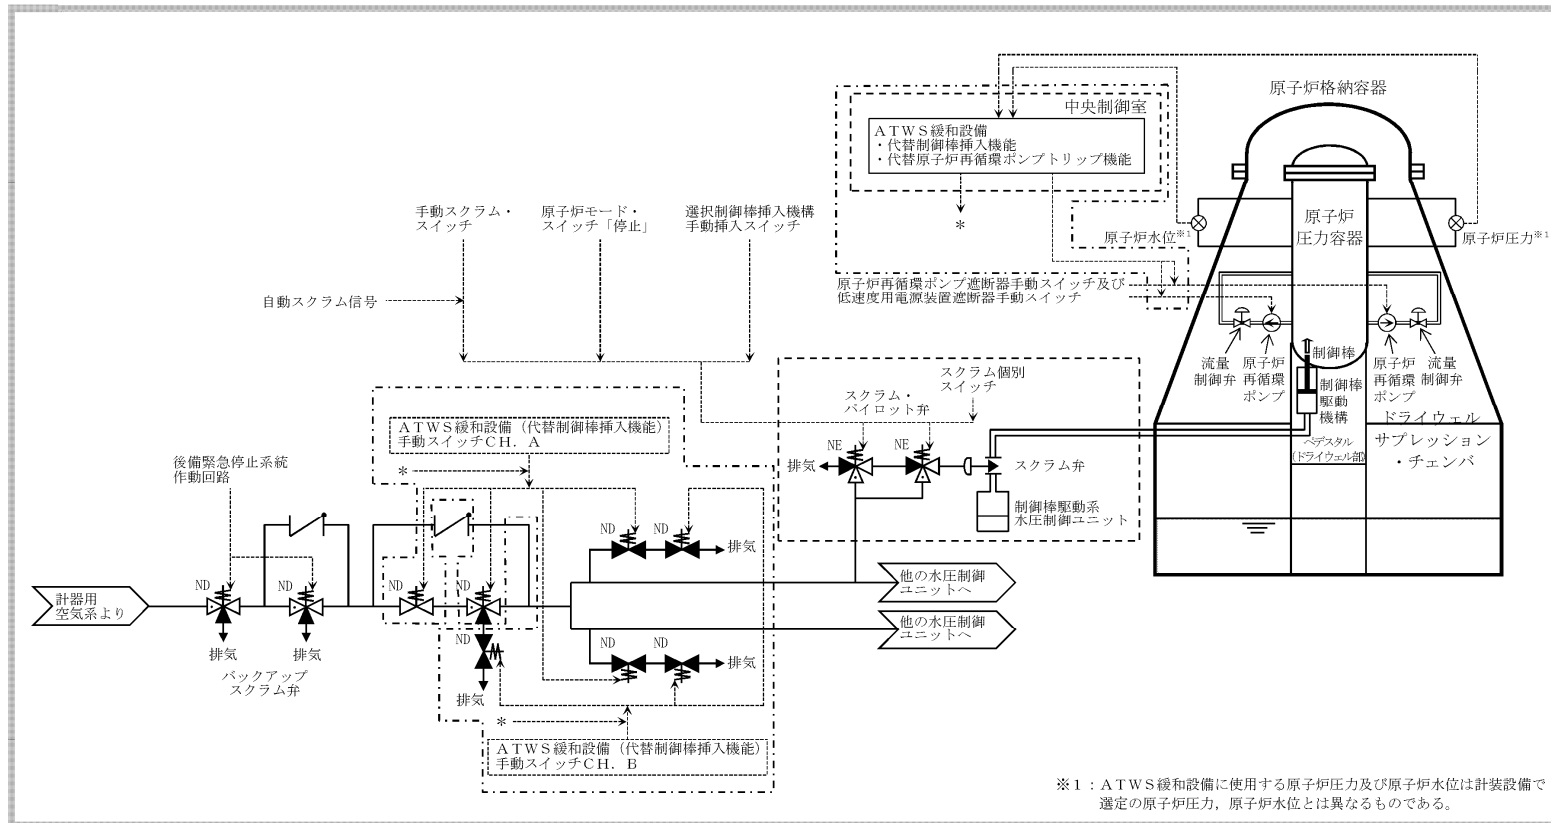 原子炉格納容器
中央制御室
ATWS緩和設備
・代替制御棒挿入機能
・代替原子炉再循環ポンプトリップ機能
*
手動スクラム・
スイッチ
原子炉モード・
スイッチ「停止」
選択制御棒挿入機構
手動挿入スイッチ
自動スクラム信号
原子炉水位※1
原子炉
圧力容器
原子炉圧力※1
原子炉再循環ポンプ遮断器手動スイッチ及び
低速度用電源装置遮断器手動スイッチ
流量
制御弁
原子炉
再循環
ポンプ
制御棒
制御棒
駆動
機構
原子炉
再循環
ポンプ
流量
制御弁
ドライウェル
サプレッション
・チェンバ
ペデスタル
(ドライウェル部)
スクラム個別
スイッチ
スクラム・
パイロット弁
NE
NE
排気
スクラム弁
制御棒駆動系
水圧制御ユニット
ATWS緩和設備(代替制御棒挿入機能)
手動スイッチCH.A
*
後備緊急停止系統
作動回路
ND
ND
排気
ND
ND
ND
ND
計器用
空気系より
排気
排気
バックアップ
スクラム弁
ND
排気
ND
ND
排気
他の水圧制御
ユニットへ
他の水圧制御
ユニットへ
*
ATWS緩和設備(代替制御棒挿入機能)
手動スイッチCH.B
※1:ATWS緩和設備に使用する原子炉圧力及び原子炉水位は計装設備で
選定の原子炉圧力,原子炉水位とは異なるものである。